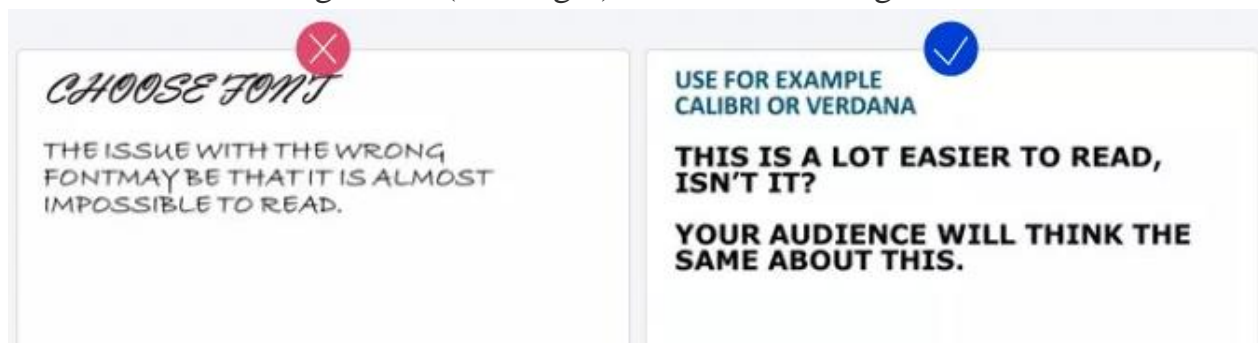 CHOOSE FONT
THE ISSUE WITH THE WRONG
FONTMAY BE THAT IT IS ALMOST
IMPOSSIBLE TO READ.
USE FOR EXAMPLE
CALIBRI OR VERDANA
THIS IS A LOT EASIER TO READ,
ISN'T IT?
YOUR AUDIENCE WILL THINK THE
SAME ABOUT THIS.